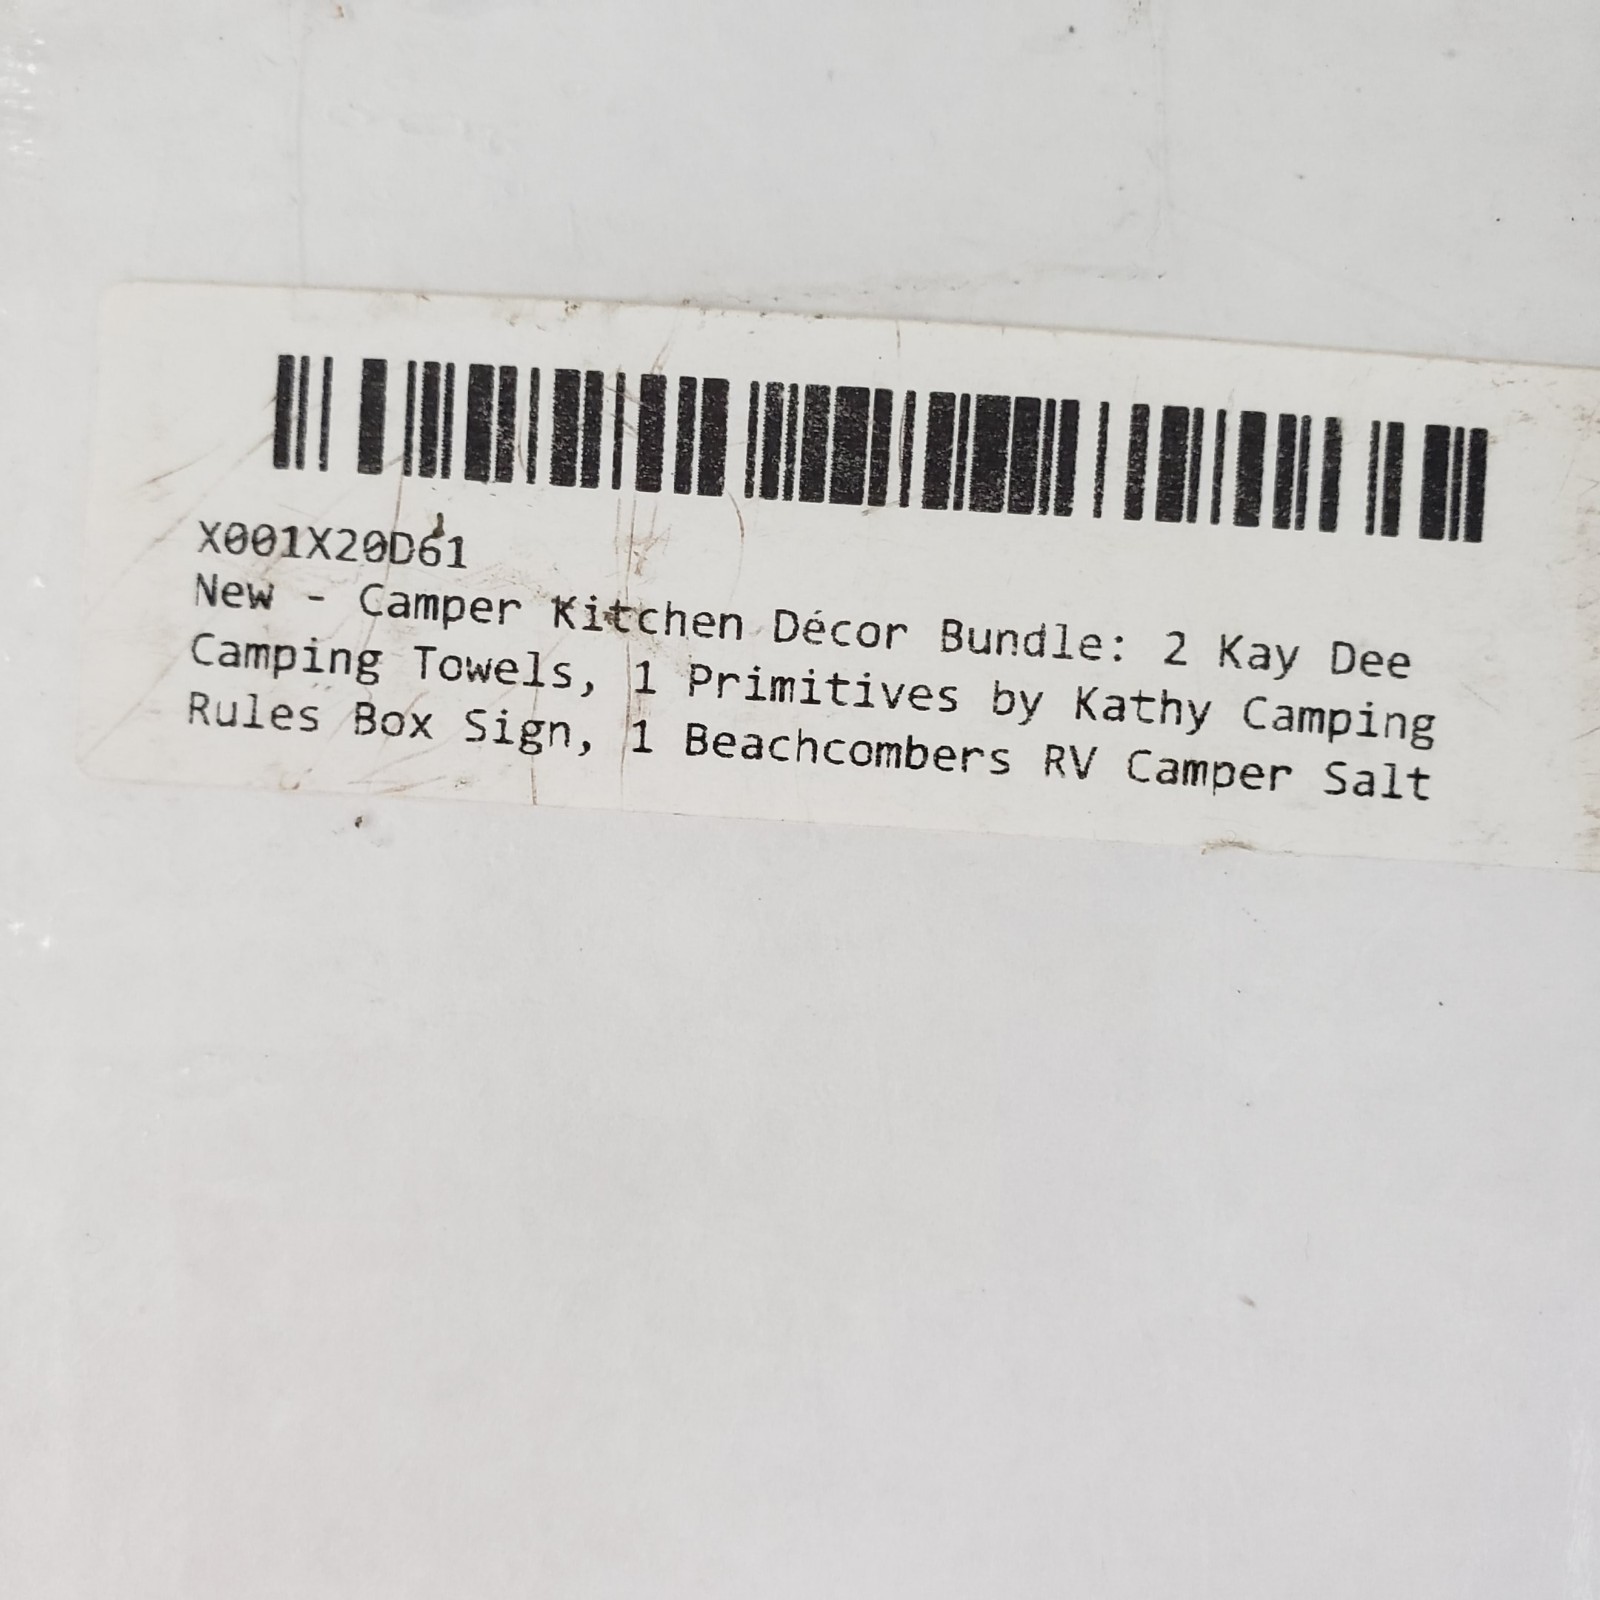 X001X20D61
New - Camper Kitchen Décor Bundle: 2 Kay Dee
Camping Towels, 1 Primitives by Kathy Camping
Rules Box Sign, 1 Beachcombers RV Camper Salt